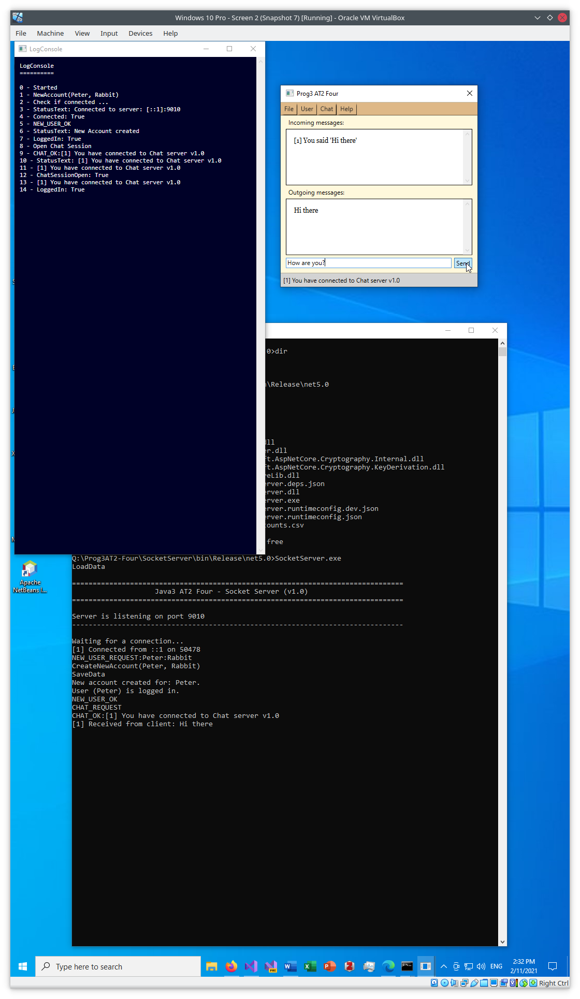 Windows 10 Pro - Screen 2 (Snapshot 7) [Running] - Oracle VM VirtualBox
File Machine View Input Devices Help
LogConsole
LogConsole
==========
0 - Started
1 - NewAccount(Peter, Rabbit)
2 - Check if connected ...
3 - StatusText: Connected to server: [::1]:9010
4 - Connected: True
5 - NEW_USER_OK
6 - StatusText: New Account created
7 - LoggedIn: True
8 - Open Chat Session
9 - CHAT_OK:[1] You have connected to Chat server v1.0
10 - StatusText: [1] You have connected to Chat server v1.0
11 - [1] You have connected to Chat server v1.0
12 - ChatSessionOpen: True
13 - [1] You have connected to Chat server v1.0
14 - LoggedIn: True
Prog3 AT2 Four
File User Chat Help
Incoming messages:
[1] You said 'Hi there'
Outgoing messages:
Hi there
How are you?
Send
[1] You have connected to Chat server v1.0
0>dir
\Release\net5.0
dll
er.dll
ft.AspNetCore.Cryptography.Internal.dll
ft.AspNetCore.Cryptography.KeyDerivation.dll
reLib.dll
erver.deps.json
erver.dll
erver.exe
erver.runtimeconfig.dev.json
erver.runtimeconfig.json
counts.csv
free
Q:\Prog3AT2-Four\SocketServer\bin\Release\net5.0>SocketServer.exe
LoadData
================================================================================
Java3 AT2 Four - Socket Server (v1.0)
================================================================================
Server is listening on port 9010
--------------------------------------------------------------------------------
Waiting for a connection...
[1] Connected from ::1 on 50478
NEW_USER_REQUEST:Peter:Rabbit
CreateNewAccount(Peter, Rabbit)
SaveData
New account created for: Peter.
User (Peter) is logged in.
NEW_USER_OK
CHAT_REQUEST
CHAT_OK:[1] You have connected to Chat server v1.0
[1] Received from client: Hi there
Apache
NetBeans I...
Type here to search
ENG
2:32 PM
2/11/2021
Right Ctrl